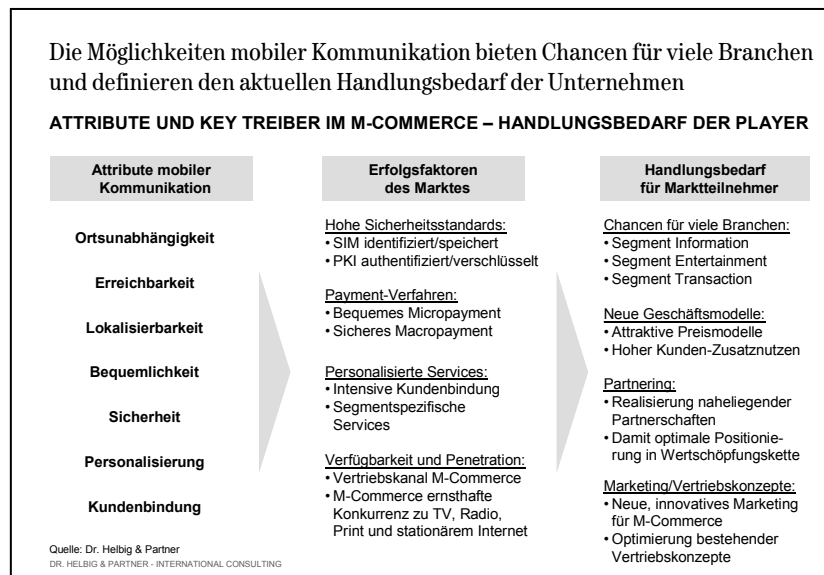 Die Möglichkeiten mobiler Kommunikation bieten Chancen für viele Branchen
und definieren den aktuellen Handlungsbedarf der Unternehmen
ATTRIBUTE UND KEY TREIBER IM M-COMMERCE – HANDLUNGSBEDARF DER PLAYER
Attribute mobiler
Kommunikation
Ortsunabhängigkeit
Erreichbarkeit
Lokalisierbarkeit
Bequemlichkeit
Sicherheit
Personalisierung
Kundenbindung
Erfolgsfaktoren
des Marktes
Hohe Sicherheitsstandards:
• SIM identifiziert/speichert
• PKI authentifiziert/verschlüsselt
Payment-Verfahren:
• Bequemes Micropayment
• Sicheres Macropayment
Personalisierte Services:
• Intensive Kundenbindung
• Segmentspezifische
Services
Verfügbarkeit und Penetration:
• Vertriebskanal M-Commerce
• M-Commerce ernsthafte
Konkurrenz zu TV, Radio,
Print und stationärem Internet
Handlungsbedarf
für Marktteilnehmer
Chancen für viele Branchen:
• Segment Information
• Segment Entertainment
• Segment Transaction
Neue Geschäftsmodelle:
• Attraktive Preismodelle
• Hoher Kunden-Zusatznutzen
Partnering:
• Realisierung naheliegender
Partnerschaften
• Damit optimale Positionie-
rung in Wertschöpfungskette
Marketing/Vertriebskonzepte:
• Neue, innovatives Marketing
für M-Commerce
• Optimierung bestehender
Vertriebskonzepte
Quelle: Dr. Helbig & Partner
DR. HELBIG & PARTNER - INTERNATIONAL CONSULTING